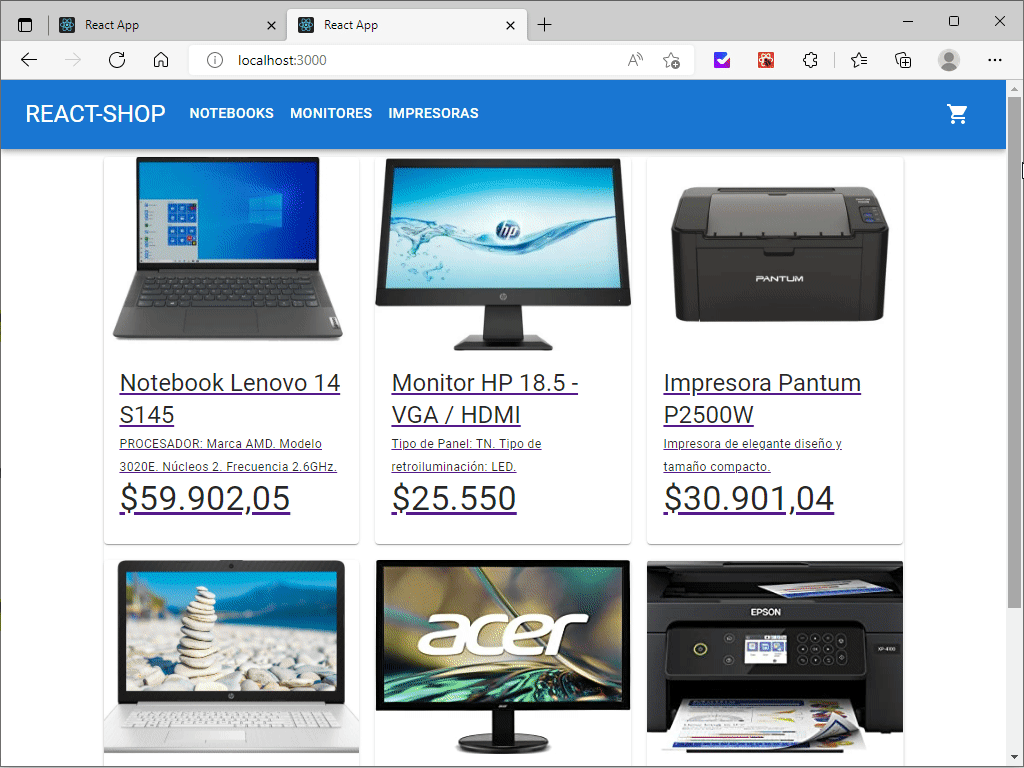 React App
React App
localhost:3000
REACT-SHOP
NOTEBOOKS
MONITORES
IMPRESORAS
hp
PANTUM
Notebook Lenovo 14
S145
PROCESADOR: Marca AMD. Modelo
3020E. Núcleos 2. Frecuencia 2.6GHz.
$59.902,05
Monitor HP 18.5 -
VGA / HDMI
Tipo de Panel: TN. Tipo de
retroiluminación: LED.
$25.550
Impresora Pantum
P2500W
Impresora de elegante diseño y
tamaño compacto.
$30.901,04
acer
EPSON
XP-4100